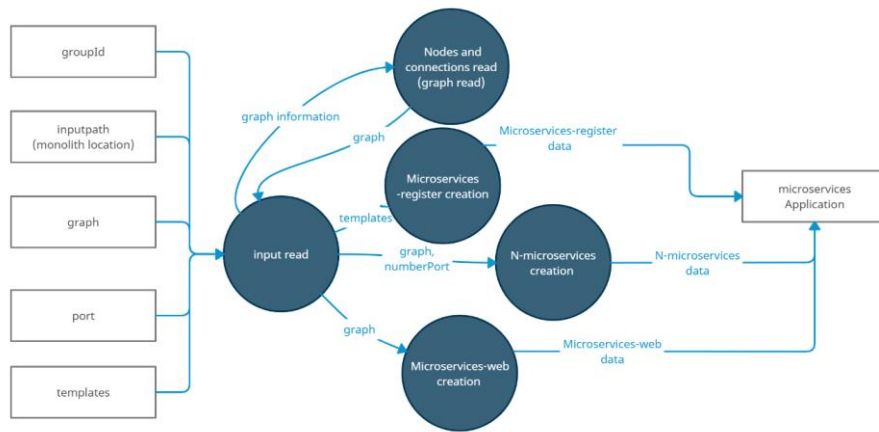 groupId
inputpath
(monolith location)
graph
port
templates
input read
graph information
graph
Nodes and
connections read
(graph read)
Microservices
-register creation
templates
graph,
numberPort
graph
N-microservices
creation
Microservices-web
creation
Microservices-register
data
N-microservices
data
Microservices-web
data
microservices
Application